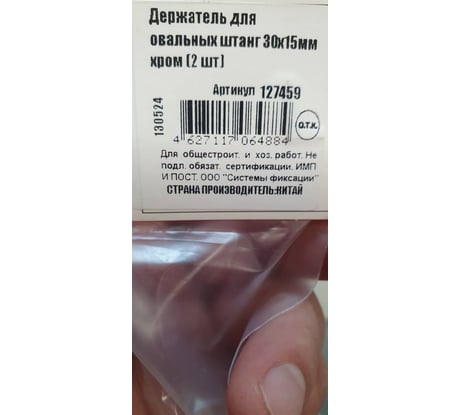 Держатель для
овальных штанг 30х15мм
хром (2 шт)
Артикул 127459
130524
О.Т.К.
4 627117 064884
Для общестроит. и хоз. работ. Не
подл. обязат. сертификации. ИМП
И ПОСТ. ООО "Системы фиксации"
СТРАНА ПРОИЗВОДИТЕЛЬ:КИТАЙ